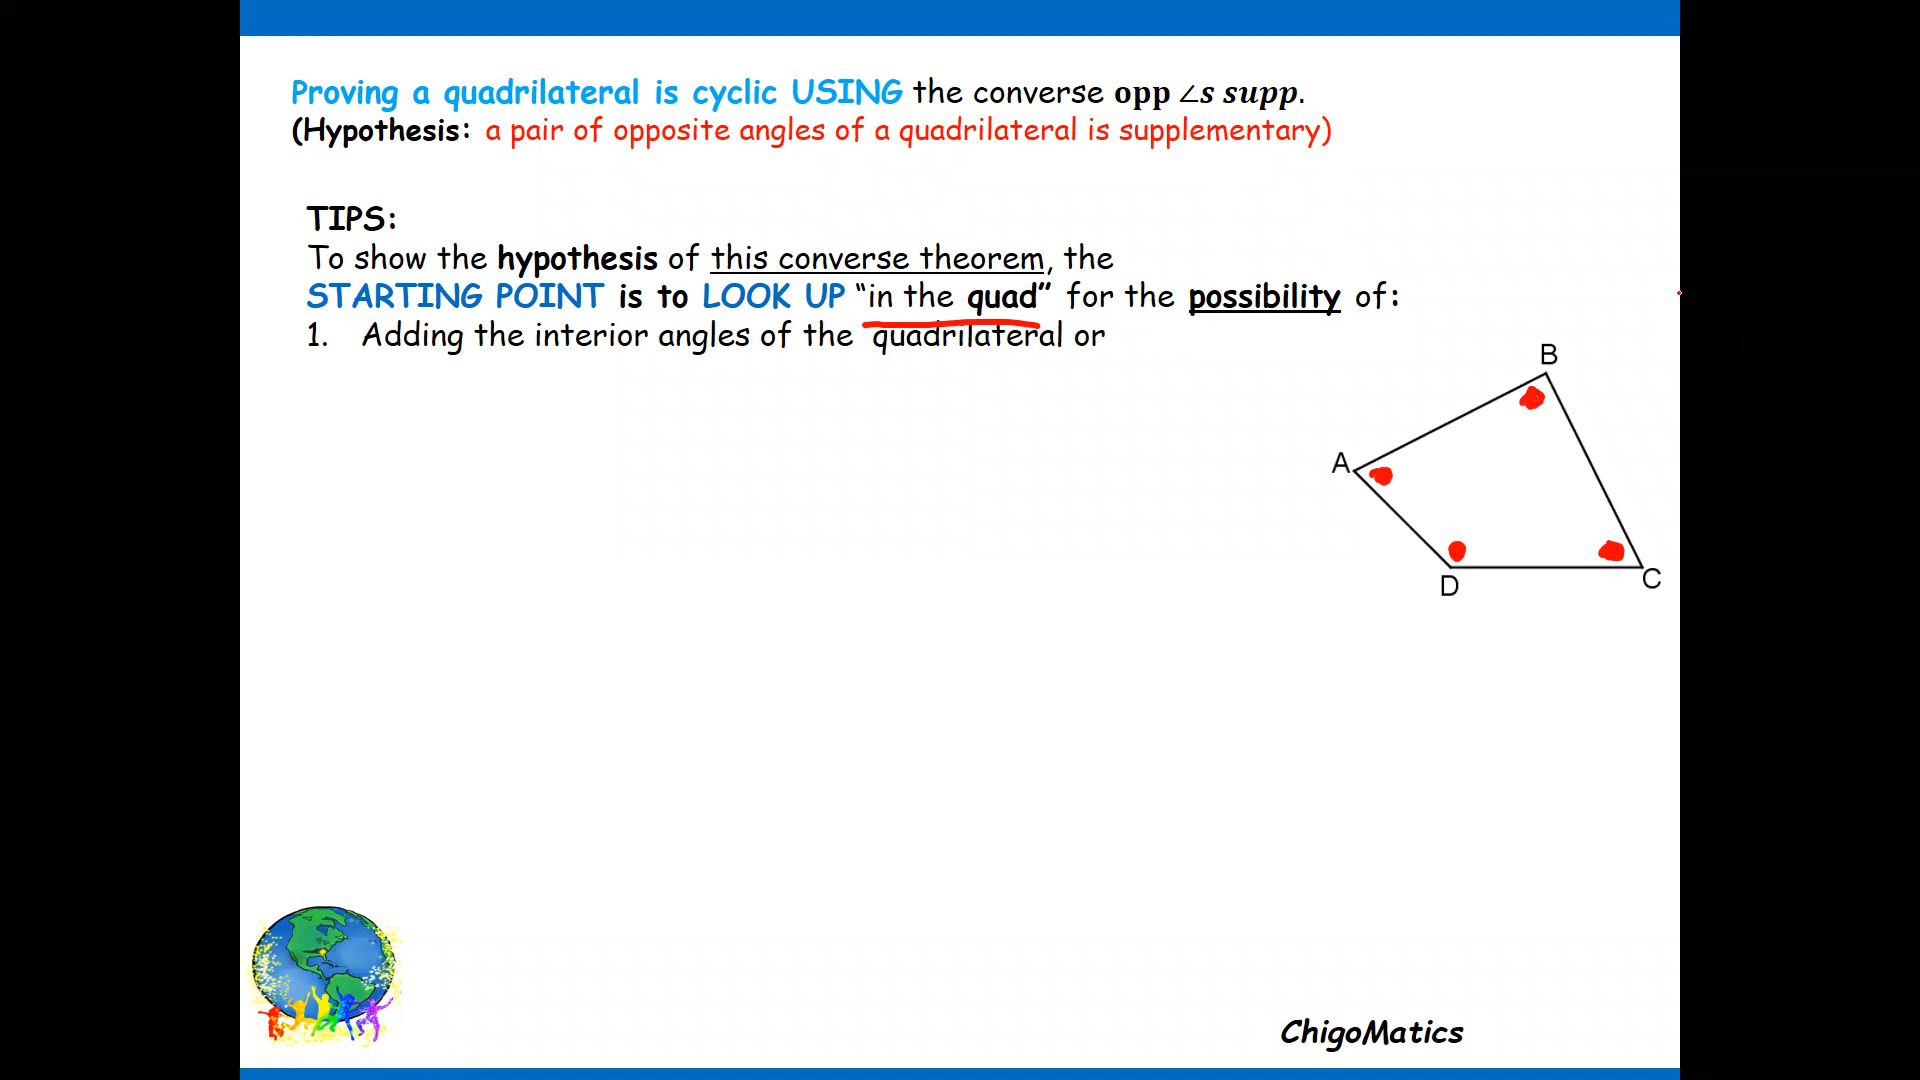 Proving a quadrilateral is cyclic USING the converse opp ∠s supp.
(Hypothesis: a pair of opposite angles of a quadrilateral is supplementary)
TIPS:
To show the hypothesis of this converse theorem, the
STARTING POINT is to LOOK UP “in the quad” for the possibility of:
1. Adding the interior angles of the quadrilateral or
B
A
D
C
ChigoMatics